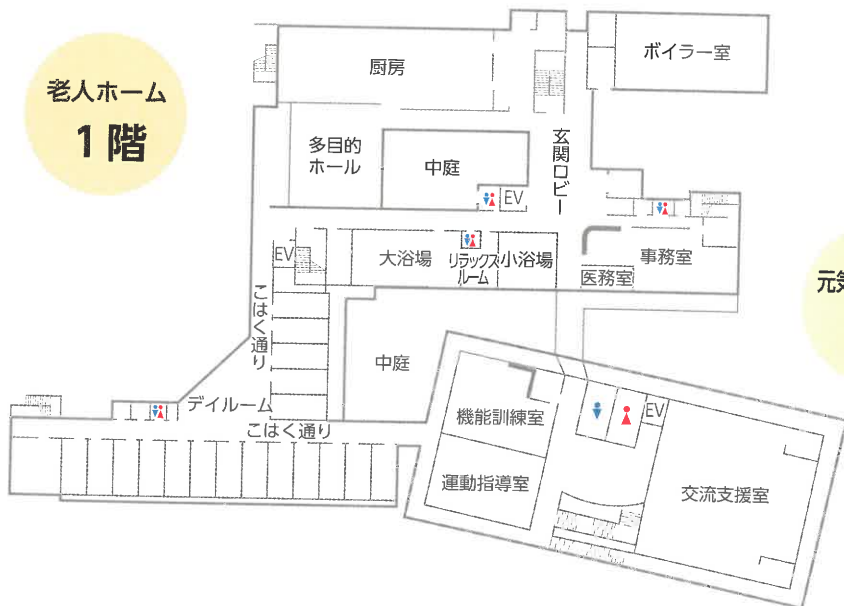 老人ホーム
1階
厨房
ボイラー室
多目的
ホール
中庭
EV
玄関ロビー
EV
大浴場
リラックス
ルーム
小浴場
医務室
事務室
元気
こはく通り
中庭
デイルーム
こはく通り
機能訓練室
運動指導室
EV
交流支援室